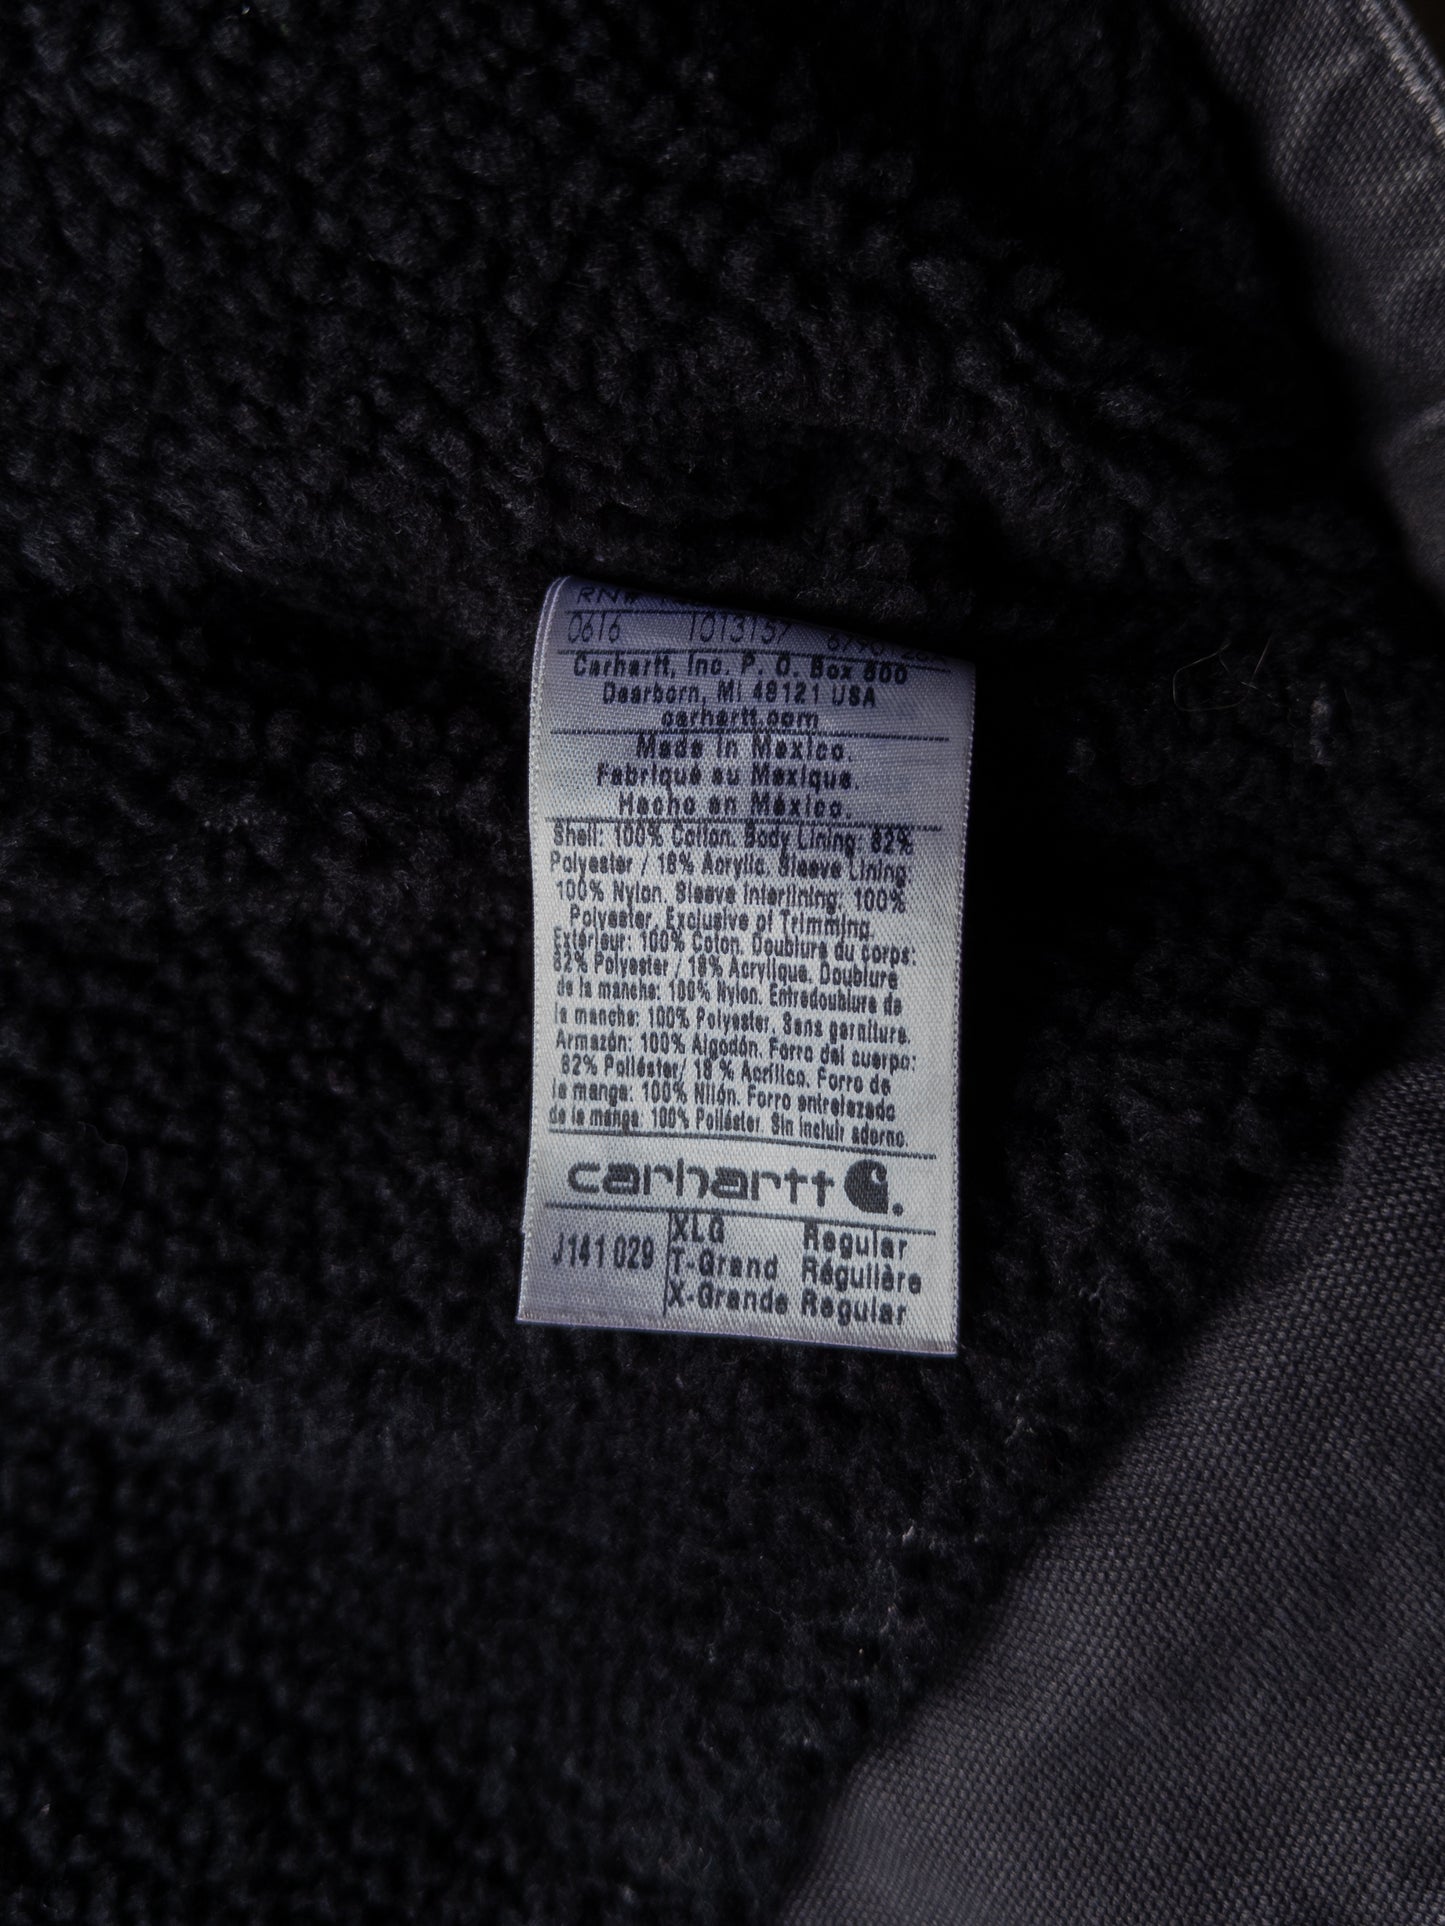 RN#
0616 1013157
Carhartt, Inc. P. O. Box 600
Dearborn, MI 48121 USA
carhartt.com
Made in Mexico.
Fabriqué au Mexique.
Hecho en México.
Shell: 100% Cotton. Body Lining: 82%
Polyester / 18% Acrylic. Sleeve Lining:
100% Nylon. Sleeve Interlining: 100%
Polyester, Exclusive of Trimming.
Extérieur: 100% Coton. Doublure du corps:
82% Polyester / 18% Acrylique. Doublure
de la manche: 100% Nylon. Entredoublure de
la manche: 100% Polyester. Sans garniture.
Armazón: 100% Algodón. Forro del cuerpo:
82% Poliéster/ 18 % Acrílico. Forro de
la manga: 100% Nilón. Forro entrelazado
de la manga: 100% Poliéster. Sin incluir adorno.
carhartt
J141 029
XLG Regular
T-Grand Régulière
X-Grande Regular